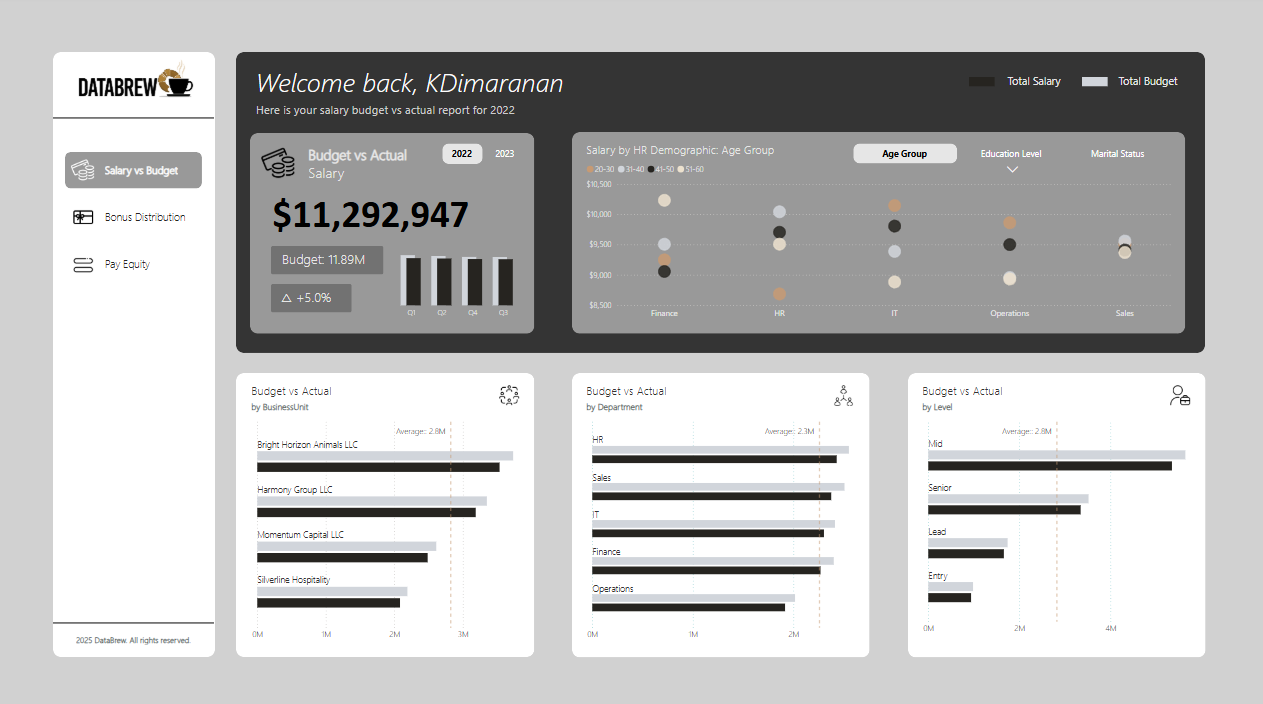 DATABREW
Salary vs Budget
Bonus Distribution
Pay Equity
2025 DataBrew. All rights reserved.
Welcome back, KDimaranan
Here is your salary budget vs actual report for 2022
Total Salary Total Budget
Budget vs Actual
Salary
2022 2023
$11,292,947
Budget: 11.89M
△ +5.0%
Q1 Q2 Q4 Q3
Salary by HR Demographic: Age Group
Age Group Education Level Marital Status
20-30 31-40 41-50 51-60
$10,500
$10,000
$9,500
$9,000
$8,500
Finance HR IT Operations Sales
Budget vs Actual
by BusinessUnit
Average:: 2.8M
Bright Horizon Animals LLC
Harmony Group LLC
Momentum Capital LLC
Silverline Hospitality
0M 1M 2M 3M
Budget vs Actual
by Department
Average:: 2.3M
HR
Sales
IT
Finance
Operations
0M 1M 2M
Budget vs Actual
by Level
Average:: 2.8M
Mid
Senior
Lead
Entry
0M 2M 4M